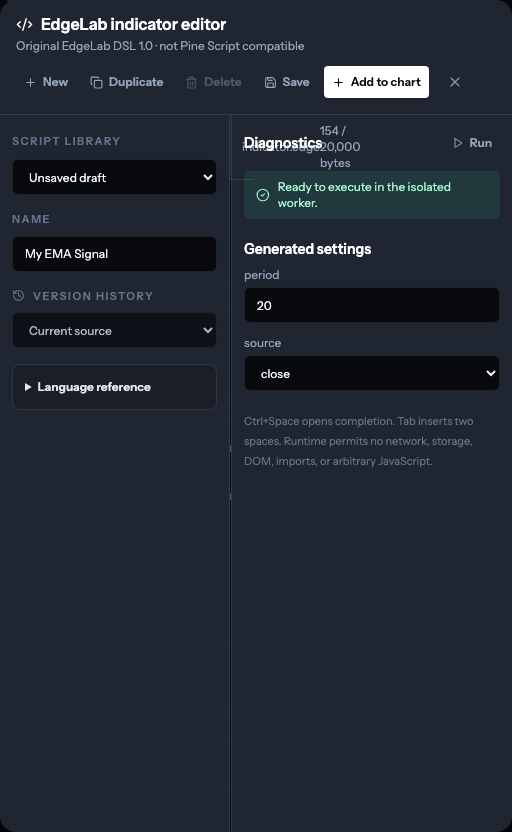 </> EdgeLab indicator editor
Original EdgeLab DSL 1.0 · not Pine Script compatible
+ New
Duplicate
Delete
Save
+ Add to chart
SCRIPT LIBRARY
Unsaved draft
NAME
My EMA Signal
VERSION HISTORY
Current source
Language reference
Diagnostics
indicator.edge
154 /
20,000
bytes
Run
Ready to execute in the isolated
worker.
Generated settings
period
20
source
close
Ctrl+Space opens completion. Tab inserts two
spaces. Runtime permits no network, storage,
DOM, imports, or arbitrary JavaScript.